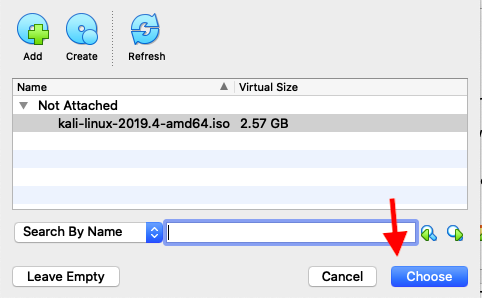 Add Create Refresh
Name Virtual Size
Not Attached
kali-linux-2019.4-amd64.iso 2.57 GB
Search By Name
Leave Empty Cancel Choose